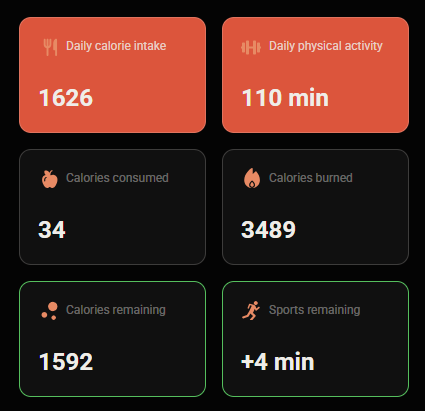 Daily calorie intake
1626
Daily physical activity
110 min
Calories consumed
34
Calories burned
3489
Calories remaining
1592
Sports remaining
+4 min